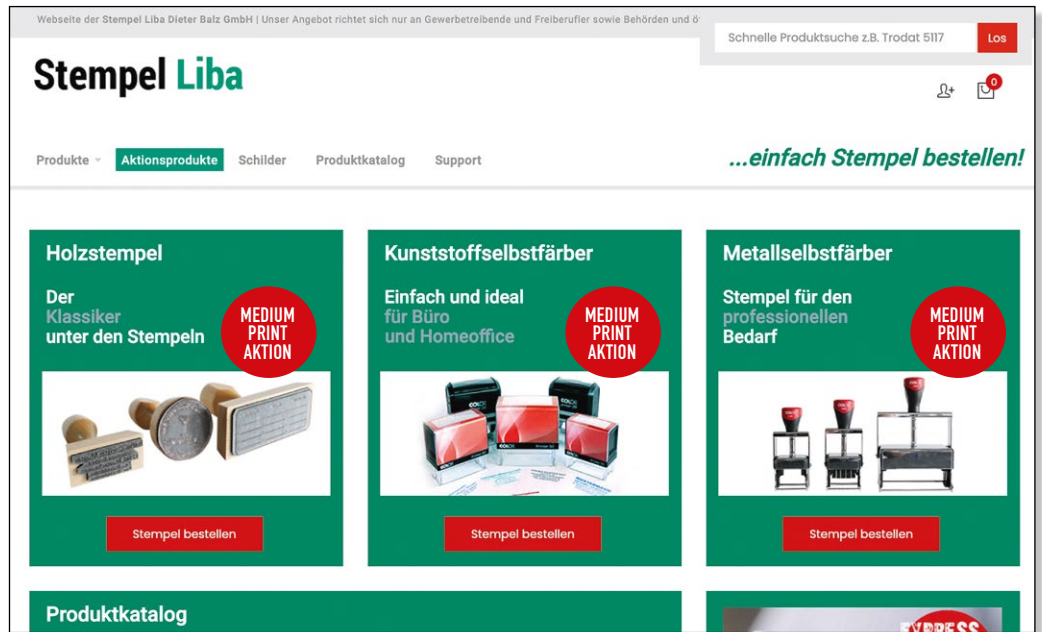 Webseite der Stempel Liba Dieter Balz GmbH | Unser Angebot richtet sich nur an Gewerbetreibende und Freiberufler sowie Behörden und ö
Schnelle Produktsuche z.B. Trodat 5117
Los
Stempel Liba
0
Produkte
Aktionsprodukte
Schilder
Produktkatalog
Support
...einfach Stempel bestellen!
Holzstempel
Der
Klassiker
unter den Stempeln
MEDIUM
PRINT
AKTION
Stempel bestellen
Kunststoffselbstfärber
Einfach und ideal
für Büro
und Homeoffice
MEDIUM
PRINT
AKTION
COLOP
Stempel bestellen
Metallselbstfärber
Stempel für den
professionellen
Bedarf
MEDIUM
PRINT
AKTION
Stempel bestellen
Produktkatalog
EXPRESS